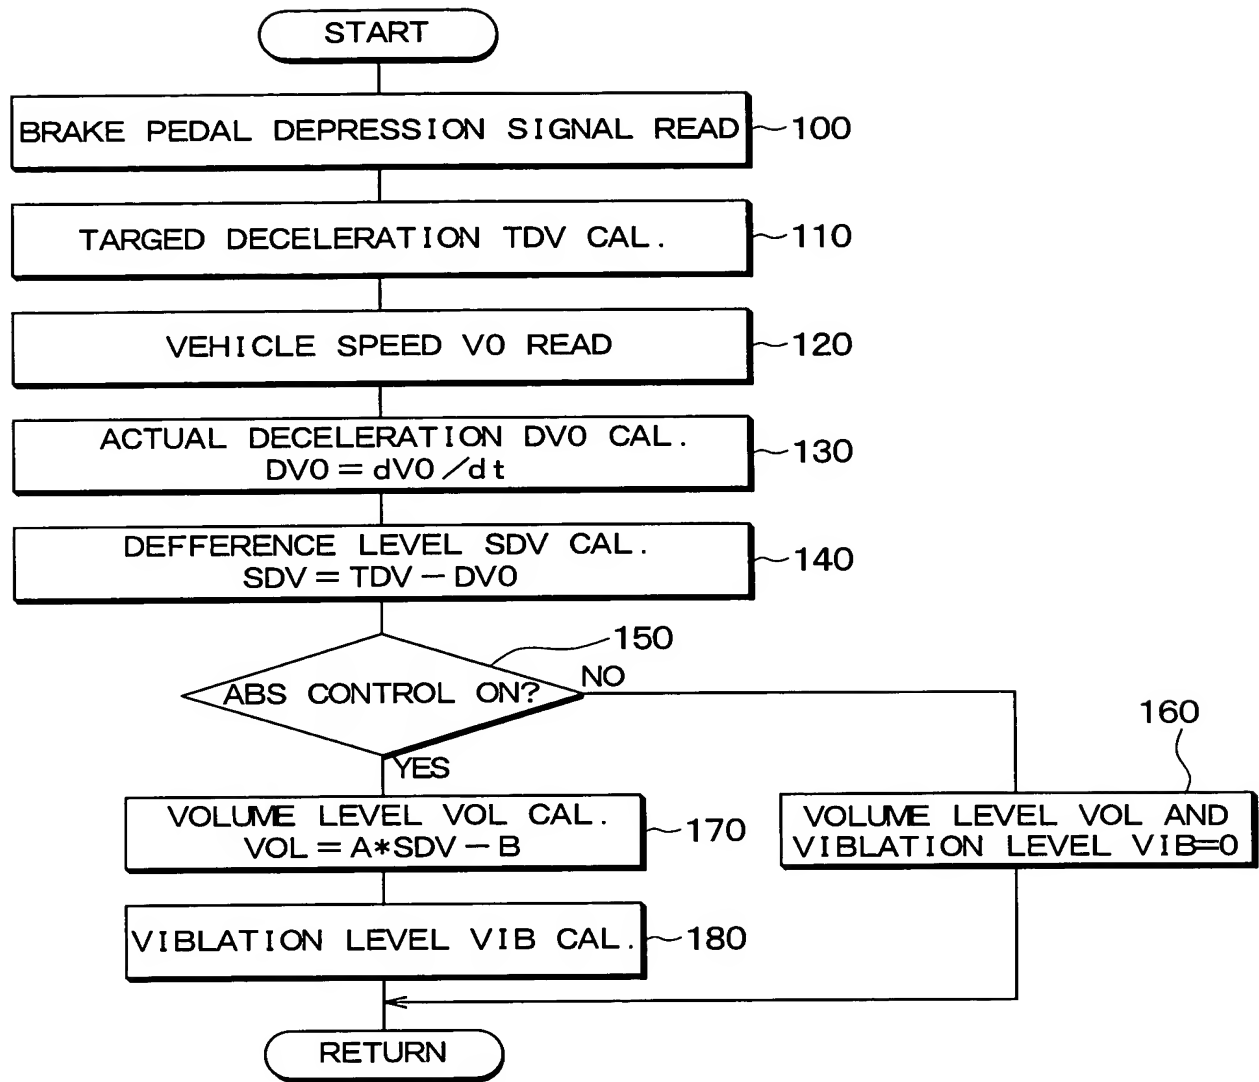 START
BRAKE PEDAL DEPRESSION SIGNAL READ
100
TARGED DECELERATION TDV CAL.
110
VEHICLE SPEED V0 READ
120
ACTUAL DECELERATION DV0 CAL.
DV0=dV0/dt
130
DEFFERENCE LEVEL SDV CAL.
SDV=TDV-DV0
140
150
ABS CONTROL ON?
NO
YES
160
VOLUME LEVEL VOL AND
VIBLATION LEVEL VIB=0
VOLUME LEVEL VOL CAL.
VOL=A*SDV-B
170
VIBLATION LEVEL VIB CAL.
180
RETURN